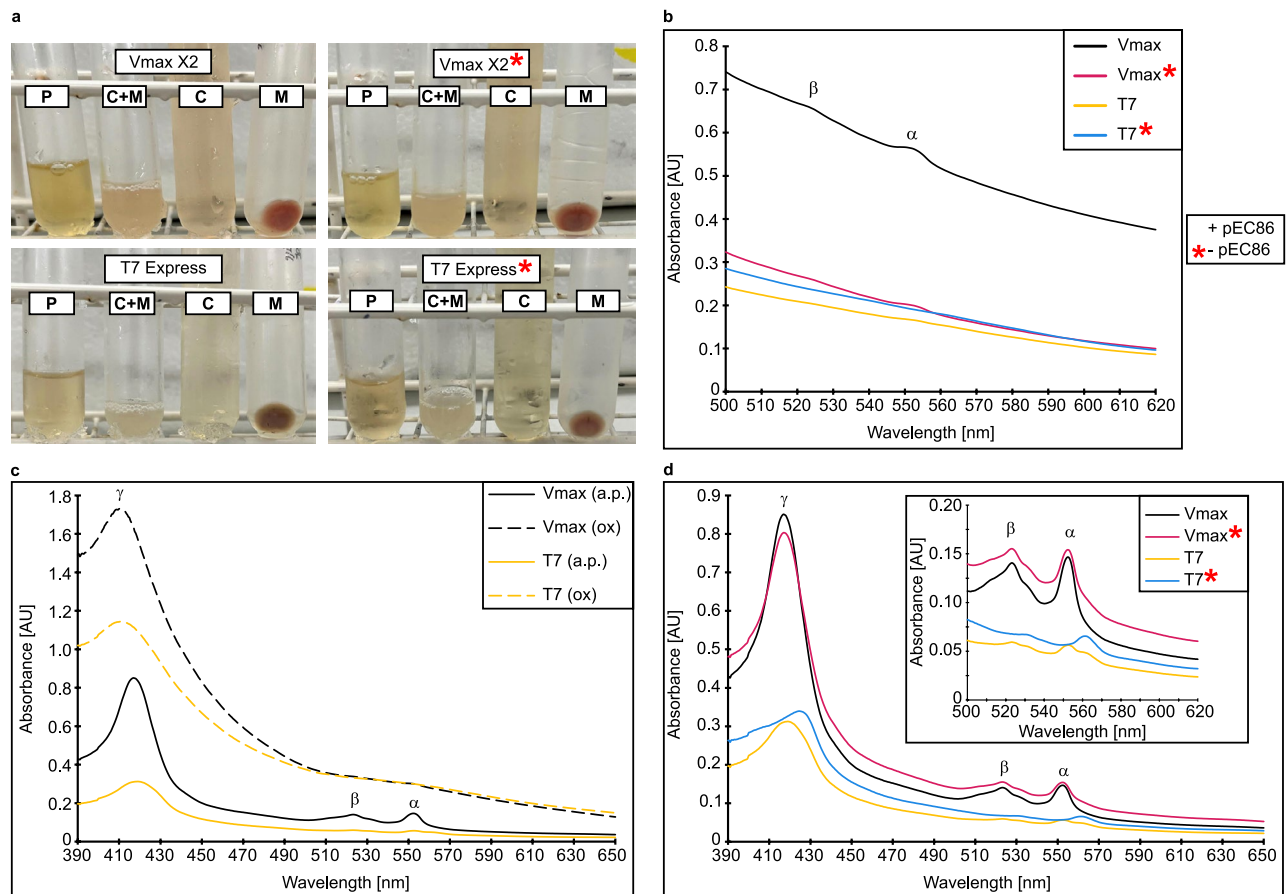 a
Vmax X2
P C+M C M
Vmax X2*
P C+M C M
T7 Express
P C+M C M
T7 Express*
P C+M C M
b
Absorbance [AU]
0.8
0.7
0.6
0.5
0.4
0.3
0.2
0.1
0
β
α
Vmax
Vmax*
T7
T7*
500 510 520 530 540 550 560 570 580 590 600 610 620
Wavelength [nm]
+ pEC86
*- pEC86
c
Absorbance [AU]
1.8
1.6
1.4
1.2
1.0
0.8
0.6
0.4
0.2
0
γ
β
α
Vmax (a.p.)
Vmax (ox)
T7 (a.p.)
T7 (ox)
390 410 430 450 470 490 510 530 550 570 590 610 630 650
Wavelength [nm]
d
Absorbance [AU]
0.9
0.8
0.7
0.6
0.5
0.4
0.3
0.2
0.1
0
γ
β
α
390 410 430 450 470 490 510 530 550 570 590 610 630 650
Wavelength [nm]
Absorbance [AU]
0.20
0.15
0.10
0.05
0
β
α
Vmax
Vmax*
T7
T7*
500 520 540 560 580 600 620
Wavelength [nm]